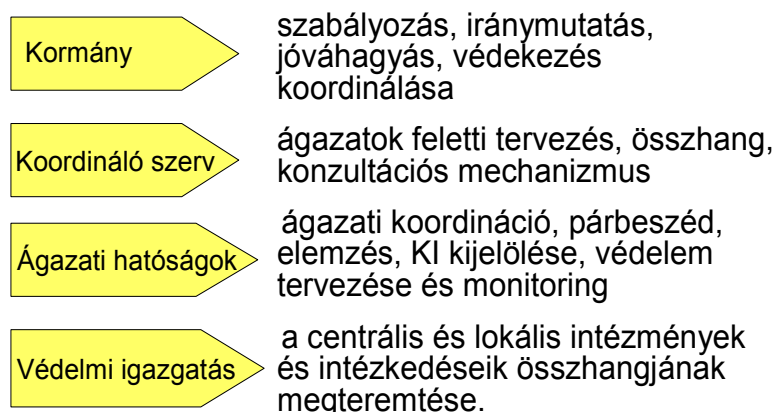 Kormány
szabályozás, iránymutatás,
jóváhagyás, védekezés
koordinálása
Koordináló szerv
ágazatok feletti tervezés, összhang,
konzultációs mechanizmus
Ágazati hatóságok
ágazati koordináció, párbeszéd,
elemzés, KI kijelölése, védelem
tervezése és monitoring
Védelmi igazgatás
a centrális és lokális intézmények
és intézkedéseik összhangjának
megteremtése.